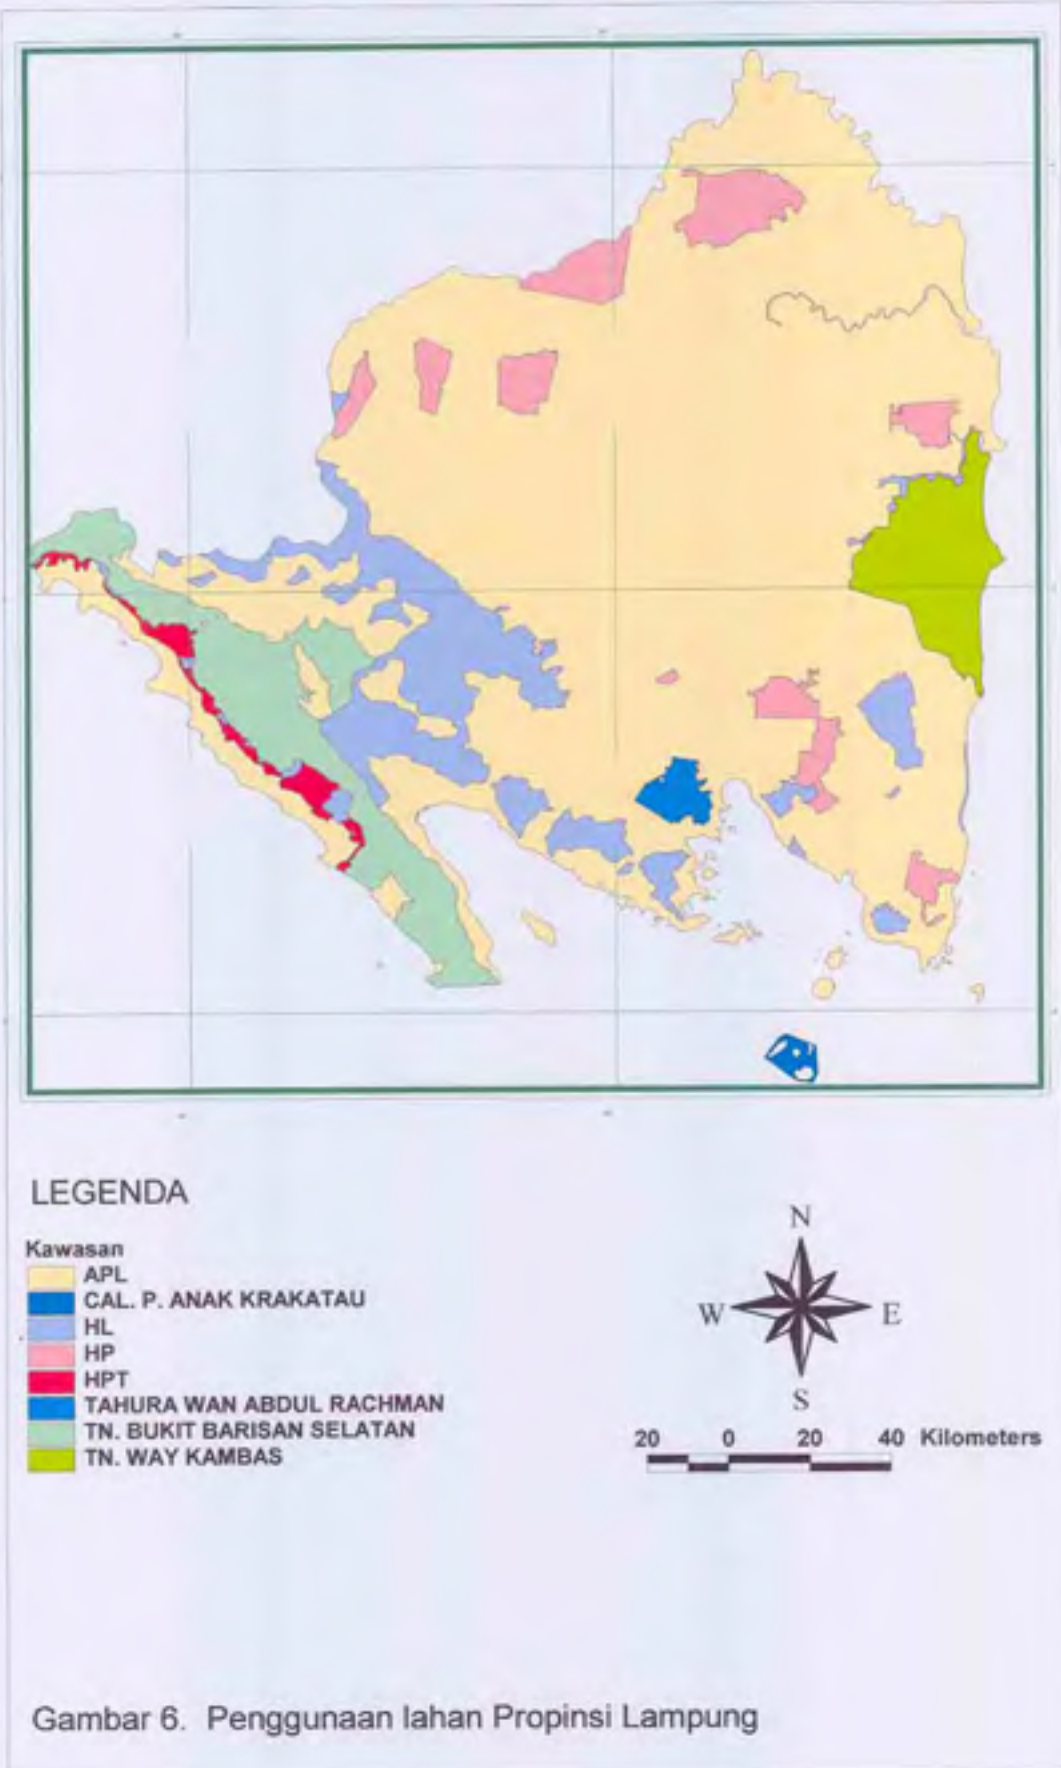 LEGENDA
Kawasan
APL
CAL. P. ANAK KRAKATAU
HL
HP
HPT
TAHURA WAN ABDUL RACHMAN
TN. BUKIT BARISAN SELATAN
TN. WAY KAMBAS
N
W E
S
20 0 20 40 Kilometers
Gambar 6. Penggunaan lahan Propinsi Lampung